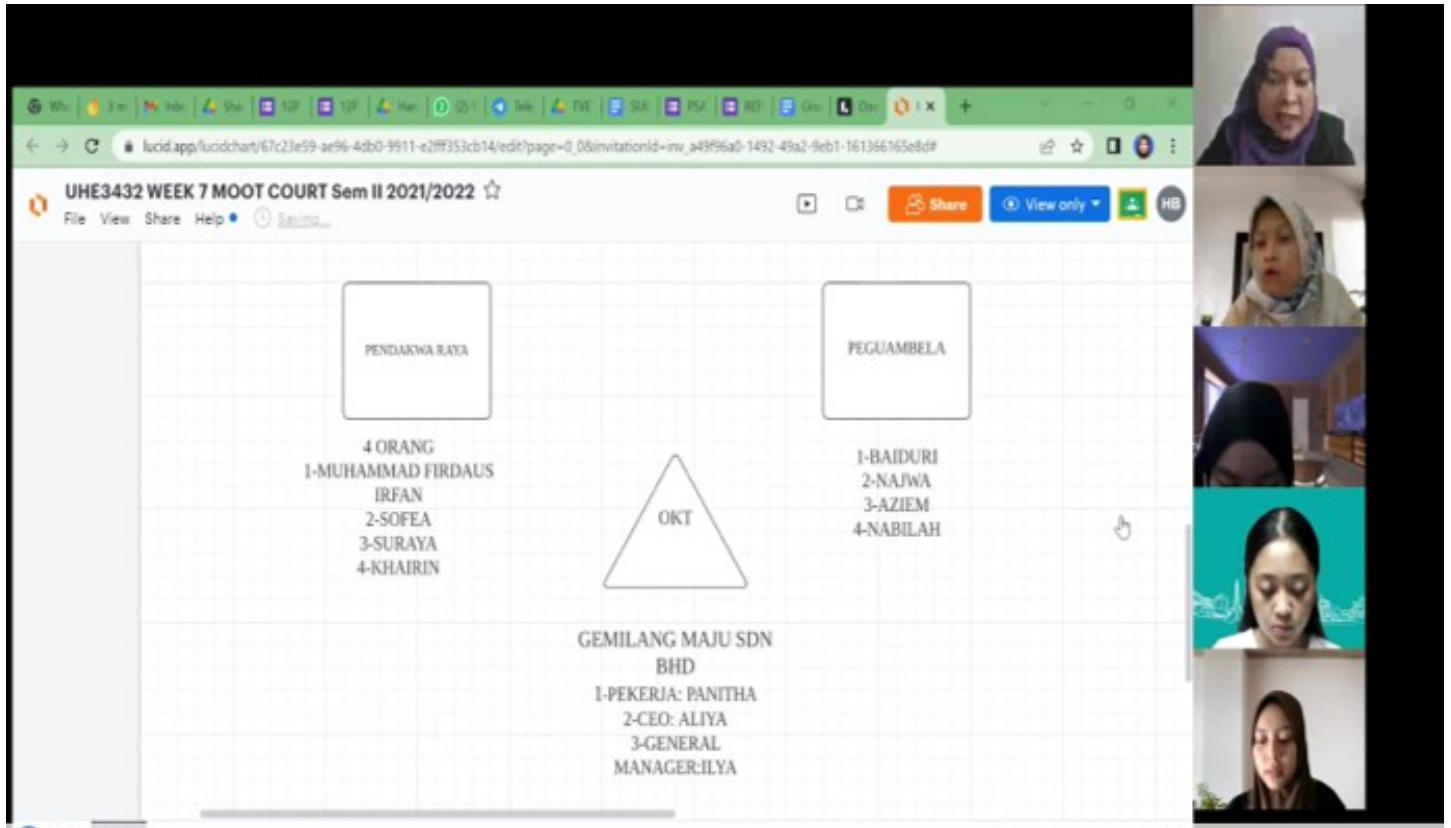 lucid.app/lucidchart/67c23e59-ae96-4db0-9911-e2fff353cb14/edit?page=0_0&invitationId=inv_a49f96a0-1492-49a2-9eb1-161366165e8d#
UHE3432 WEEK 7 MOOT COURT Sem II 2021/2022
File View Share Help Saving...
Share
View only
HB
PENDAKWA RAYA
PEGUAMBELA
4 ORANG
1-MUHAMMAD FIRDAUS
IRFAN
2-SOFEA
3-SURAYA
4-KHAIRIN
1-BAIDURI
2-NAJWA
3-AZIEM
4-NABILAH
OKT
GEMILANG MAJU SDN
BHD
1-PEKERJA: PANITHA
2-CEO: ALIYA
3-GENERAL
MANAGER:ILYA